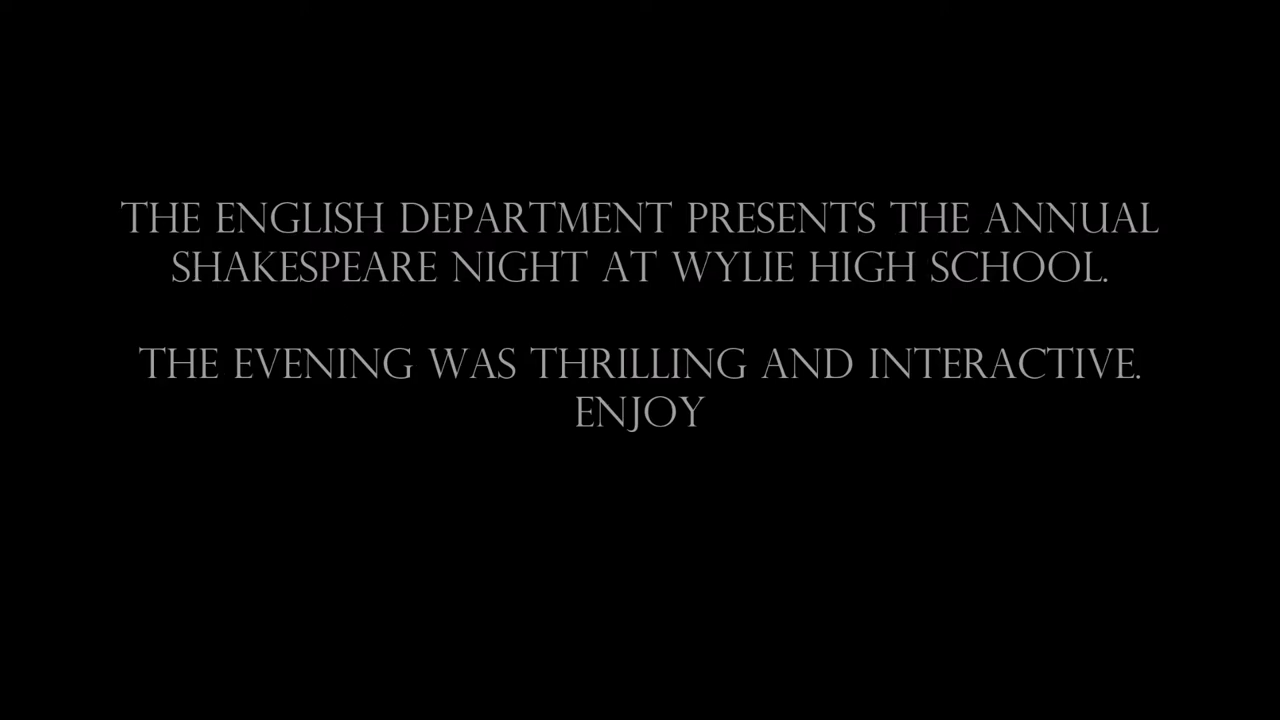 THE ENGLISH DEPARTMENT PRESENTS THE ANNUAL
SHAKESPEARE NIGHT AT WYLIE HIGH SCHOOL.
THE EVENING WAS THRILLING AND INTERACTIVE.
ENJOY